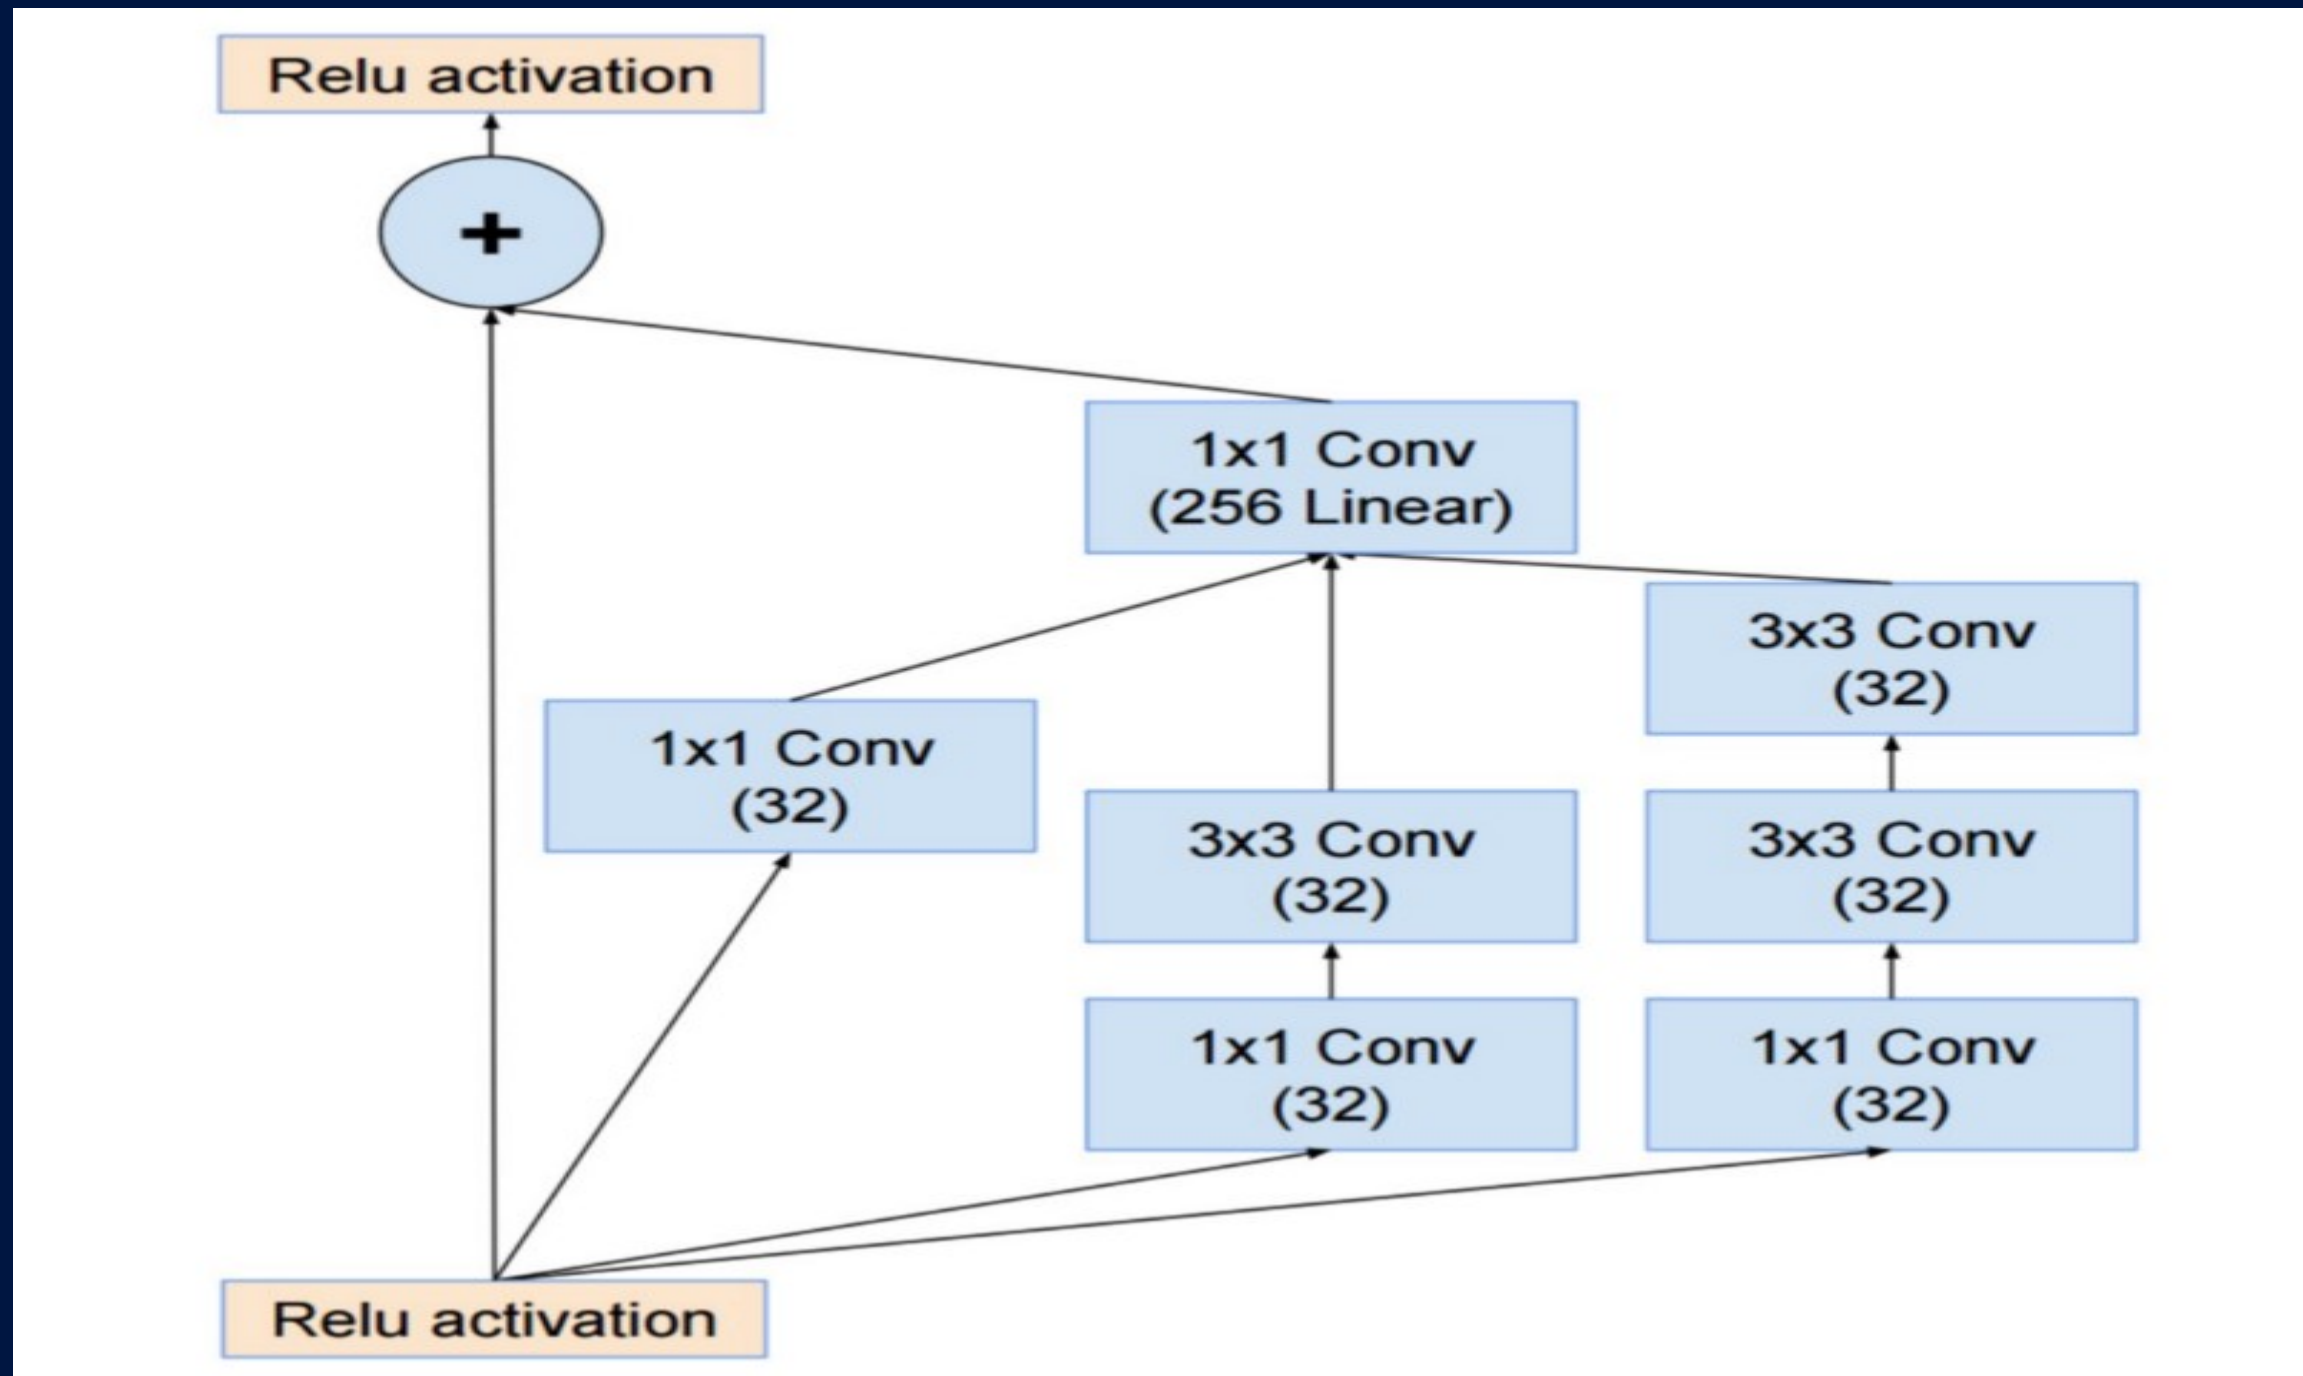 Relu activation
+
1x1 Conv
(256 Linear)
3x3 Conv
(32)
1x1 Conv
(32)
3x3 Conv
(32)
3x3 Conv
(32)
1x1 Conv
(32)
1x1 Conv
(32)
Relu activation